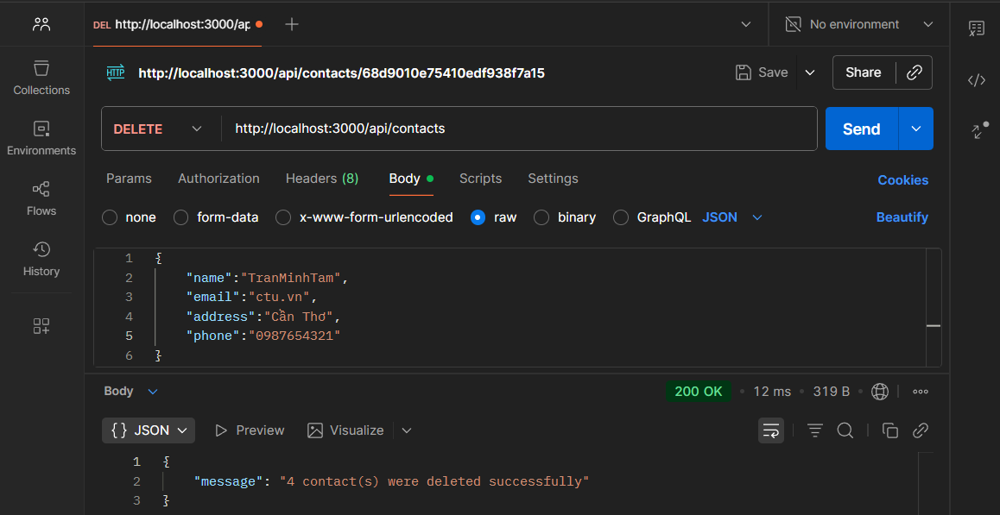 DEL http://localhost:3000/ap
No environment
Collections
Environments
Flows
History
HTTP http://localhost:3000/api/contacts/68d9010e75410edf938f7a15
Save
Share
DELETE
http://localhost:3000/api/contacts
Send
Params Authorization Headers (8) Body Scripts Settings
Cookies
none form-data x-www-form-urlencoded raw binary GraphQL JSON
Beautify
1 {
2 "name":"TranMinhTam",
3 "email":"ctu.vn",
4 "address":"Cần Thơ",
5 "phone":"0987654321"
6 }
Body
200 OK • 12 ms • 319 B •
{} JSON Preview Visualize
1 {
2 "message": "4 contact(s) were deleted successfully"
3 }